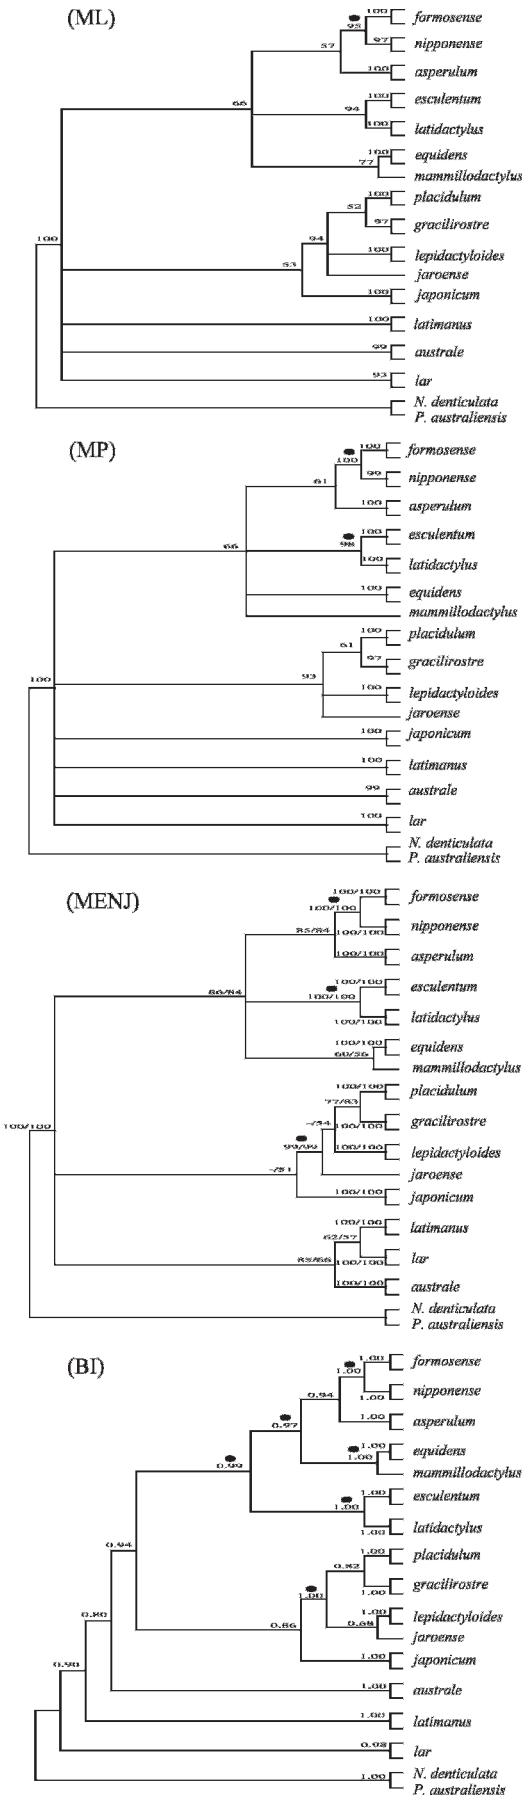 (ML)
100
formosense
95
97
nipponense
57
100
asperulum
66
100
esculentum
94
100
latidactylus
100
equidens
77
mammillodactylus
100
placidulum
52
97
gracilirostre
94
100
lepidactyloides
jaroense
53
100
japonicum
100
100
latimanus
99
australe
93
lar
N. denticulata
P. australiensis
(MP)
100
formosense
100
99
nipponense
61
100
asperulum
66
100
esculentum
98
100
latidactylus
100
equidens
mammillodactylus
100
placidulum
61
97
gracilirostre
93
100
lepidactyloides
jaroense
100
100
japonicum
100
latimanus
99
australe
100
lar
N. denticulata
P. australiensis
(MENJ)
100/100
formosense
100/100
100/100
nipponense
85/84
100/100
asperulum
86/84
100/100
esculentum
100/100
100/100
latidactylus
100/100
equidens
60/56
mammillodactylus
100/100
placidulum
77/83
100/100
gracilirostre
-/54
100/100
lepidactyloides
99/99
jaroense
-/51
100/100
japonicum
100/100
100/100
latimanus
62/57
100/100
lar
85/66
100/100
australe
N. denticulata
P. australiensis
(BI)
1.00
formosense
1.00
1.00
nipponense
0.94
1.00
asperulum
0.97
1.00
equidens
1.00
mammillodactylus
0.99
1.00
esculentum
1.00
1.00
latidactylus
0.94
1.00
placidulum
0.82
1.00
gracilirostre
1.00
1.00
lepidactyloides
0.68
jaroense
0.86
1.00
japonicum
0.80
1.00
australe
0.90
1.00
latimanus
0.98
lar
1.00
N. denticulata
P. australiensis